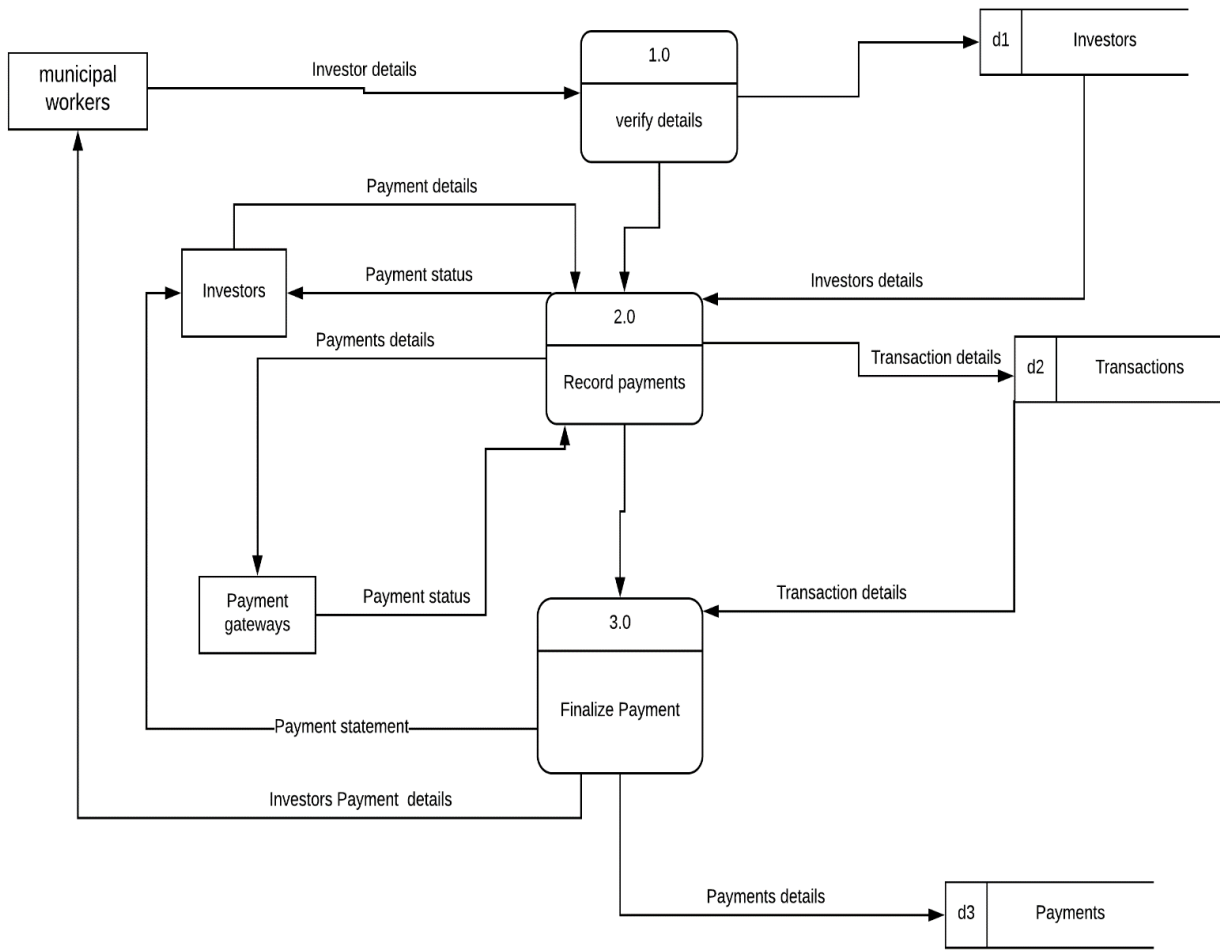 1.0
d1
Investors
municipal
workers
Investor details
verify details
Payment details
Investors
Payment status
Investors details
2.0
Payments details
Record payments
Transaction details
d2
Transactions
Payment
gateways
Payment status
Transaction details
3.0
Finalize Payment
Payment statement
Investors Payment  details
Payments details
d3
Payments